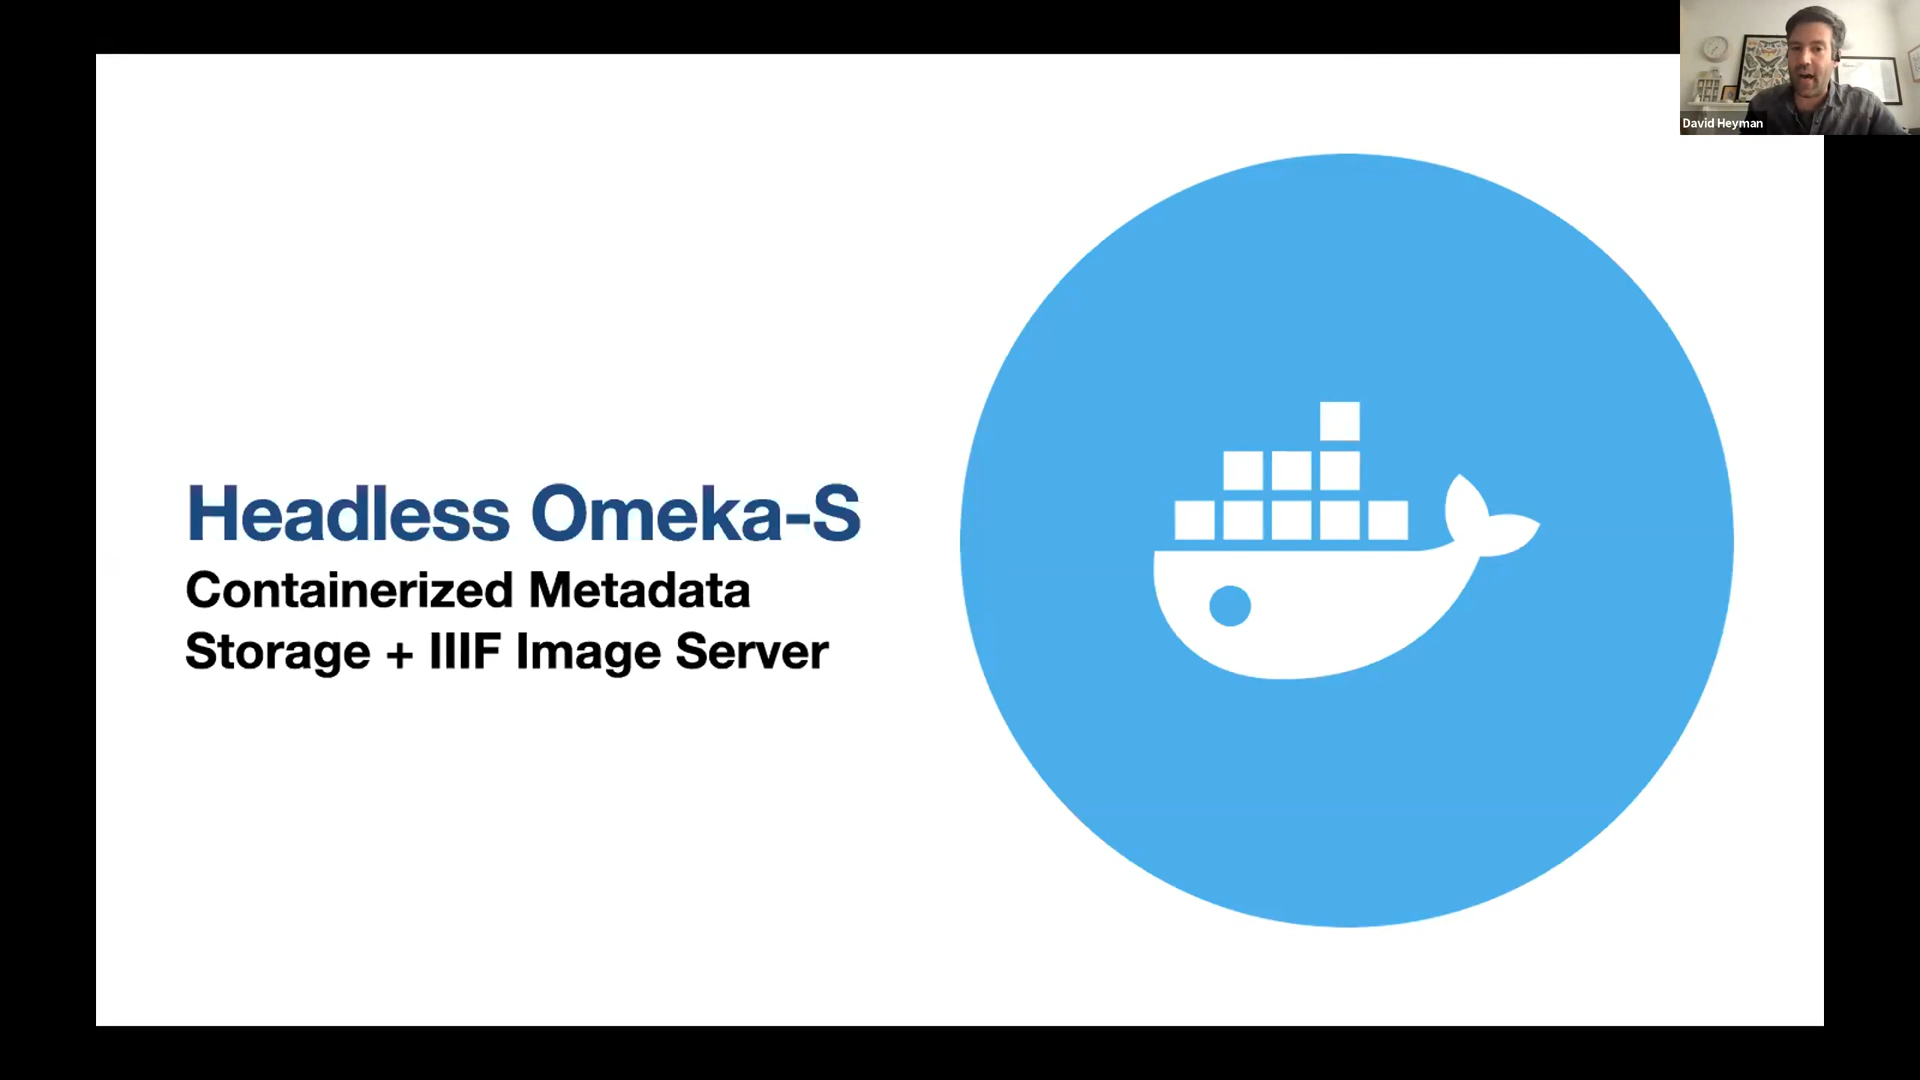 David Heyman
Headless Omeka-S
Containerized Metadata
Storage + IIIF Image Server